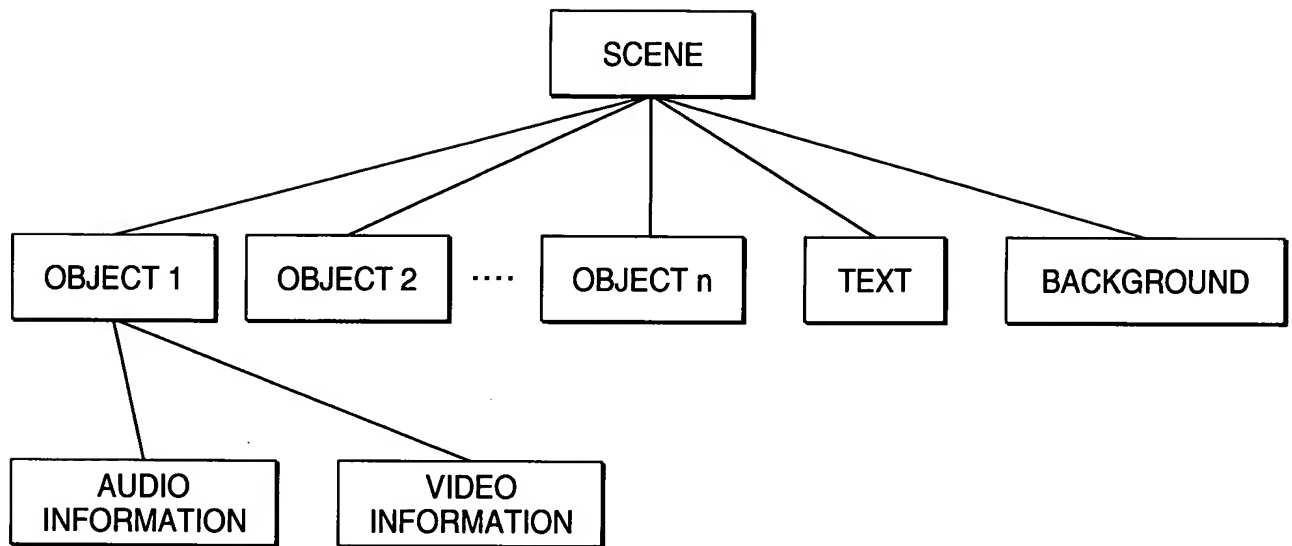 SCENE
OBJECT 1
OBJECT 2
....
OBJECT n
TEXT
BACKGROUND
AUDIO
INFORMATION
VIDEO
INFORMATION